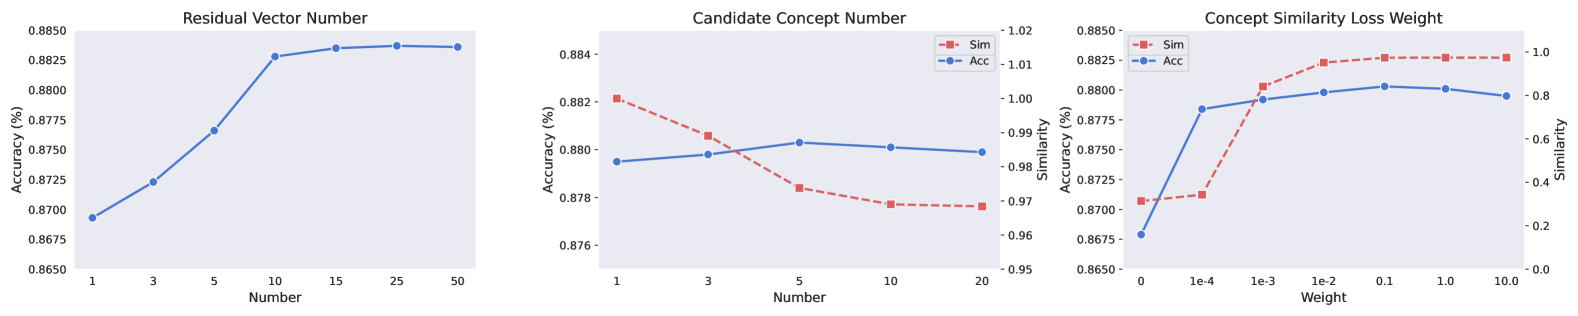 Residual Vector Number
0.8850
0.8825
0.8800
0.8775
0.8750
0.8725
0.8700
0.8675
0.8650
Accuracy (%)
1 3 5 10 15 25 50
Number
Candidate Concept Number
0.884
0.882
0.880
0.878
0.876
Accuracy (%)
Sim
Acc
1.02
1.01
1.00
0.99
0.98
0.97
0.96
0.95
Similarity
1 3 5 10 20
Number
Concept Similarity Loss Weight
0.8850
0.8825
0.8800
0.8775
0.8750
0.8725
0.8700
0.8675
0.8650
Accuracy (%)
Sim
Acc
1.0
0.8
0.6
0.4
0.2
0.0
Similarity
0 1e-4 1e-3 1e-2 0.1 1.0 10.0
Weight